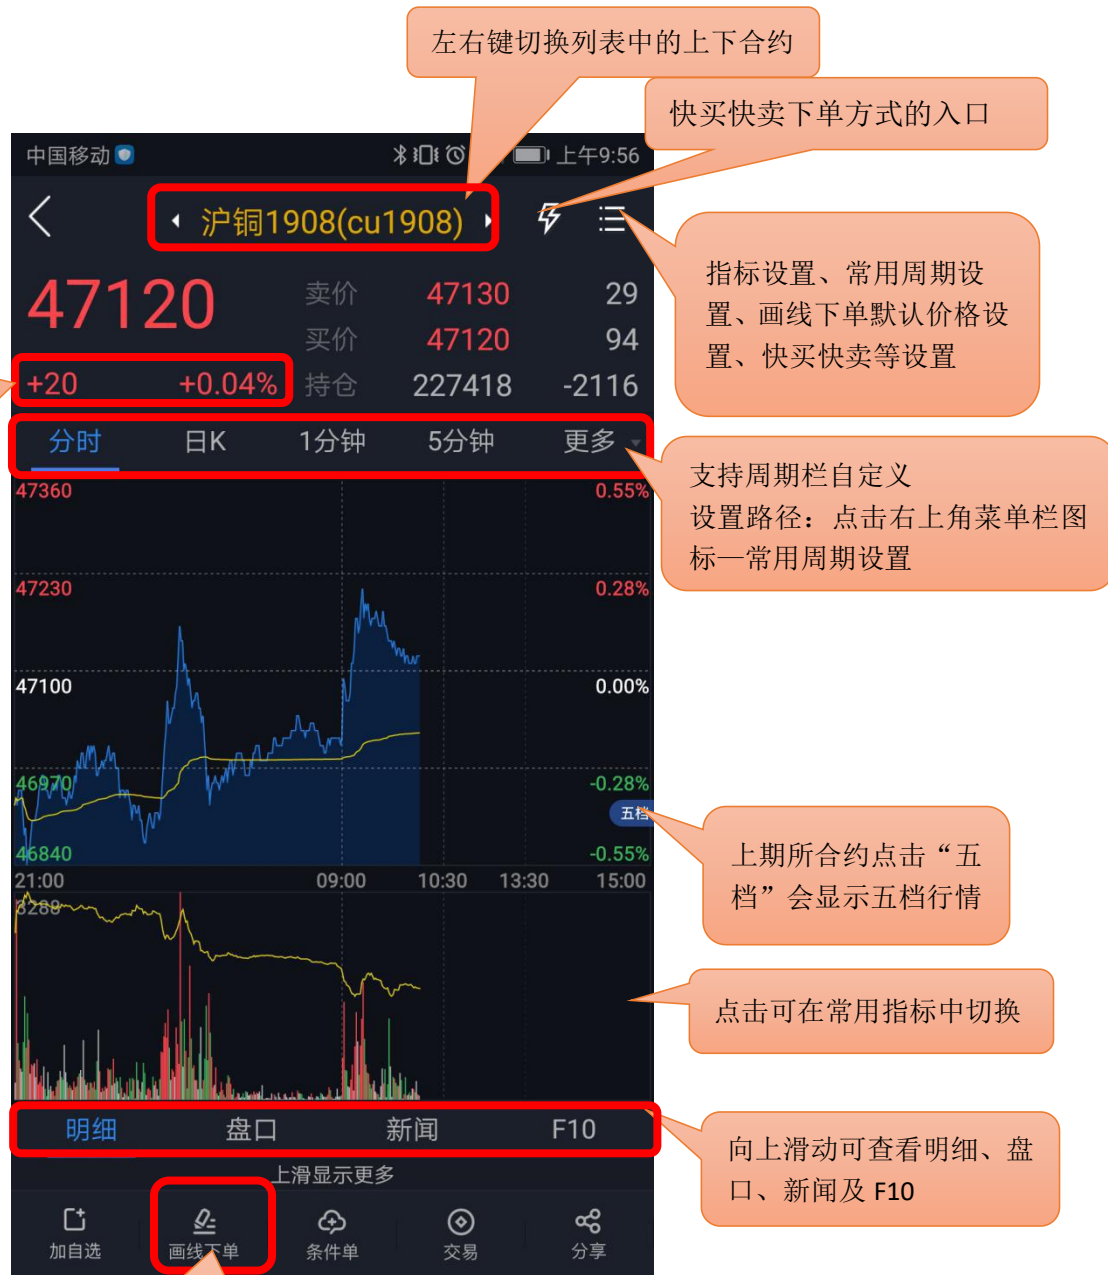 左右键切换列表中的上下合约
快买快卖下单方式的入口
中国移动
上午9:56
沪铜1908(cu1908)
指标设置、常用周期设
置、画线下单默认价格设
置、快买快卖等设置
47120
卖价 47130 29
买价 47120 94
+20 +0.04% 持仓 227418 -2116
分时 日K 1分钟 5分钟 更多
支持周期栏自定义
设置路径：点击右上角菜单栏图
标—常用周期设置
47360 0.55%
47230 0.28%
47100 0.00%
46970 -0.28%
五档
46840 -0.55%
21:00 09:00 10:30 13:30 15:00
上期所合约点击“五
档”会显示五档行情
3288
点击可在常用指标中切换
明细 盘口 新闻 F10
向上滑动可查看明细、盘
口、新闻及 F10
上滑显示更多
加自选 画线下单 条件单 交易 分享